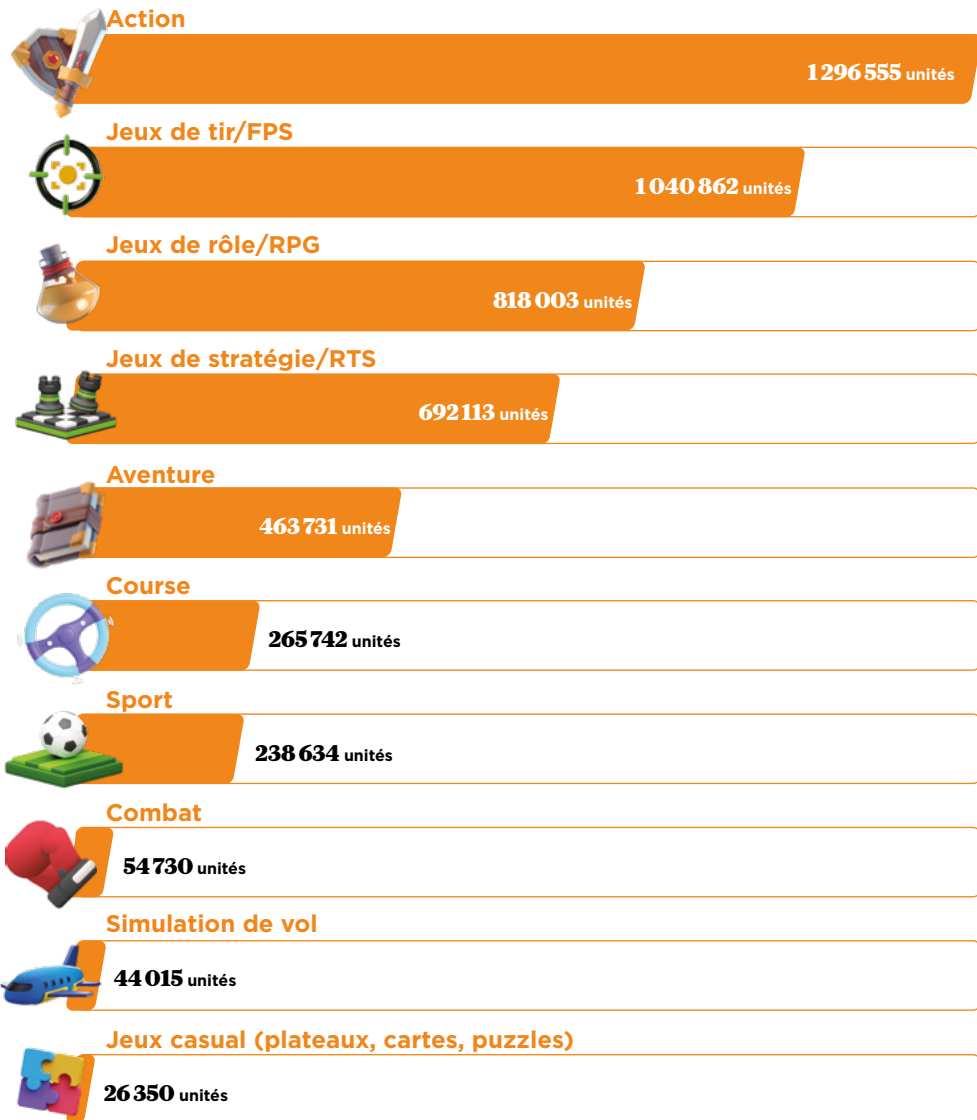 Action
1 296 555 unités
Jeux de tir/FPS
1 040 862 unités
Jeux de rôle/RPG
818 003 unités
Jeux de stratégie/RTS
692 113 unités
Aventure
463 731 unités
Course
265 742 unités
Sport
238 634 unités
Combat
54 730 unités
Simulation de vol
44 015 unités
Jeux casual (plateaux, cartes, puzzles)
26 350 unités